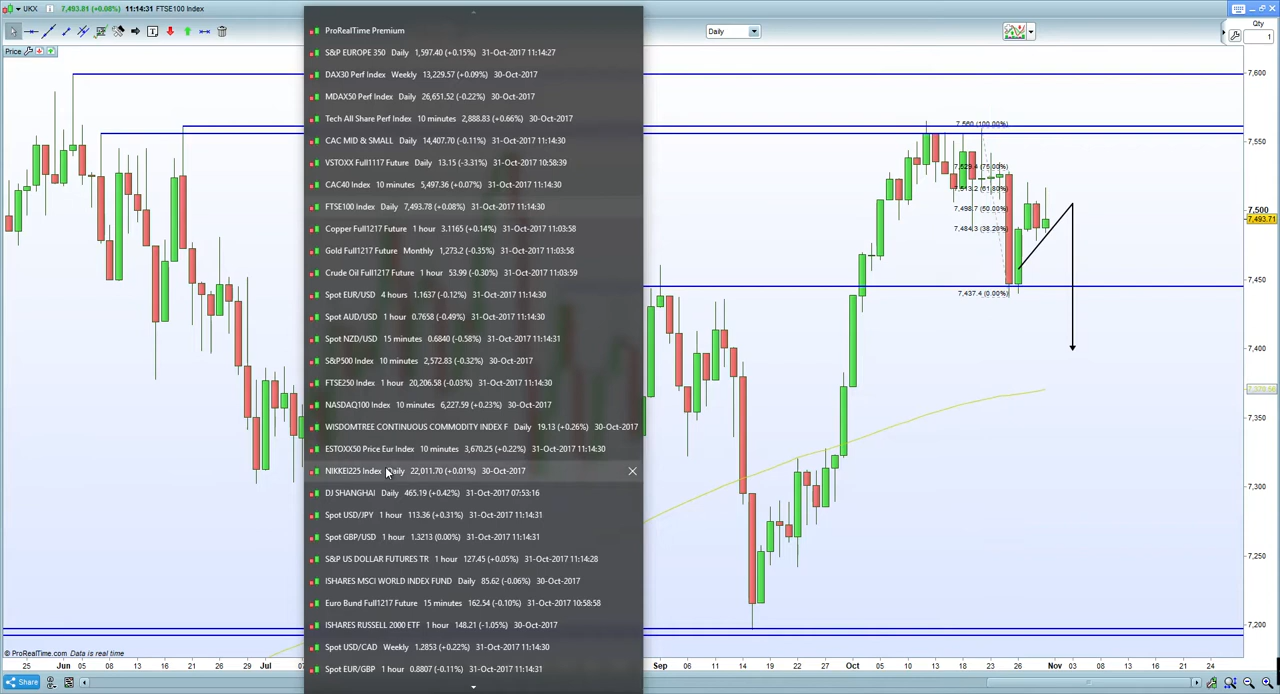 UKX 7,493.81 (+0.08%) 11:14:31 FTSE100 Index
Daily
Qty
1
Price
ProRealTime Premium
S&P EUROPE 350 Daily 1,597.40 (+0.15%) 31-Oct-2017 11:14:27
DAX30 Perf Index Weekly 13,229.57 (+0.09%) 30-Oct-2017
MDAX50 Perf Index Daily 26,651.52 (-0.22%) 30-Oct-2017
Tech All Share Perf Index 10 minutes 2,888.83 (+0.66%) 30-Oct-2017
CAC MID & SMALL Daily 14,407.70 (-0.11%) 31-Oct-2017 11:14:30
VSTOXX Full1117 Future Daily 13.15 (-3.31%) 31-Oct-2017 10:58:39
CAC40 Index 10 minutes 5,497.36 (+0.07%) 31-Oct-2017 11:14:30
FTSE100 Index Daily 7,493.78 (+0.08%) 31-Oct-2017 11:14:30
Copper Full1217 Future 1 hour 3.1165 (+0.14%) 31-Oct-2017 11:03:58
Gold Full1217 Future Monthly 1,273.2 (-0.35%) 31-Oct-2017 11:03:58
Crude Oil Full1217 Future 1 hour 53.99 (-0.30%) 31-Oct-2017 11:03:59
Spot EUR/USD 4 hours 1.1637 (-0.12%) 31-Oct-2017 11:14:30
Spot AUD/USD 1 hour 0.7658 (-0.49%) 31-Oct-2017 11:14:30
Spot NZD/USD 15 minutes 0.6840 (-0.58%) 31-Oct-2017 11:14:31
S&P500 Index 10 minutes 2,572.83 (-0.32%) 30-Oct-2017
FTSE250 Index 1 hour 20,206.58 (-0.03%) 31-Oct-2017 11:14:30
NASDAQ100 Index 10 minutes 6,227.59 (+0.23%) 30-Oct-2017
WISDOMTREE CONTINUOUS COMMODITY INDEX F Daily 19.13 (+0.26%) 30-Oct-2017
ESTOXX50 Price Eur Index 10 minutes 3,670.25 (+0.22%) 31-Oct-2017 11:14:30
NIKKEI225 Index Daily 22,011.70 (+0.01%) 30-Oct-2017
DJ SHANGHAI Daily 465.19 (+0.42%) 31-Oct-2017 07:53:16
Spot USD/JPY 1 hour 113.36 (+0.31%) 31-Oct-2017 11:14:31
Spot GBP/USD 1 hour 1.3213 (0.00%) 31-Oct-2017 11:14:31
S&P US DOLLAR FUTURES TR 1 hour 127.45 (+0.05%) 31-Oct-2017 11:14:28
ISHARES MSCI WORLD INDEX FUND Daily 85.62 (-0.06%) 30-Oct-2017
Euro Bund Full1217 Future 15 minutes 162.54 (-0.10%) 31-Oct-2017 10:58:58
ISHARES RUSSELL 2000 ETF 1 hour 148.21 (-1.05%) 30-Oct-2017
Spot USD/CAD Weekly 1.2853 (+0.22%) 31-Oct-2017 11:14:30
Spot EUR/GBP 1 hour 0.8807 (-0.11%) 31-Oct-2017 11:14:31
7,560 (100.00%)
7,513.2 (61.80%)
7,498.7 (50.00%)
7,484.3 (38.20%)
7,437.4 (0.00%)
7,600
7,550
7,500
7,493.71
7,450
7,400
7,350
7,300
7,250
7,200
© ProRealTime.com Data is real time
25 Jun 08 13 16 21 26 29 Jul
Sep 06 11 14 19 22 27 Oct 05 10 13 18 23 26 Nov 03 08 13 16 21 24
Share